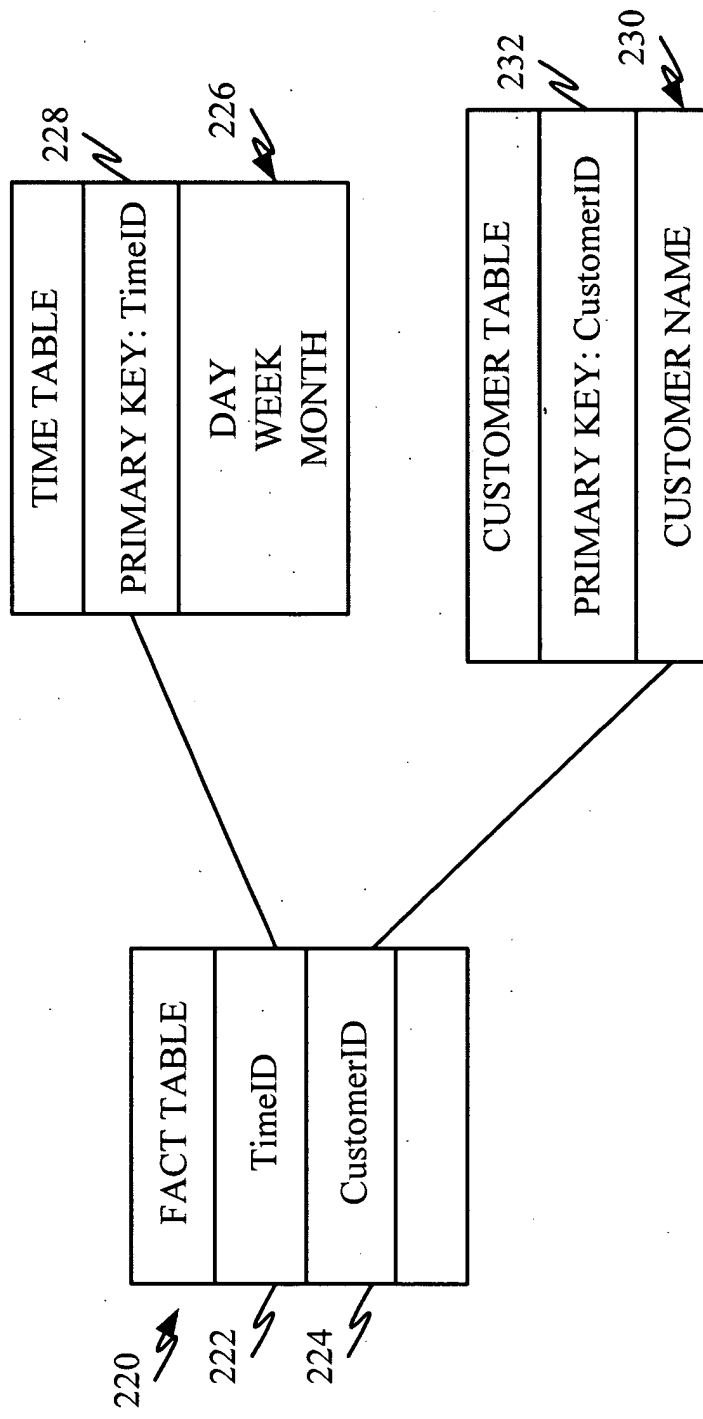 220
FACT TABLE
222
TimeID
224
CustomerID
TIME TABLE
PRIMARY KEY: TimeID
228
DAY
WEEK
MONTH
226
CUSTOMER TABLE
PRIMARY KEY: CustomerID
232
CUSTOMER NAME
230